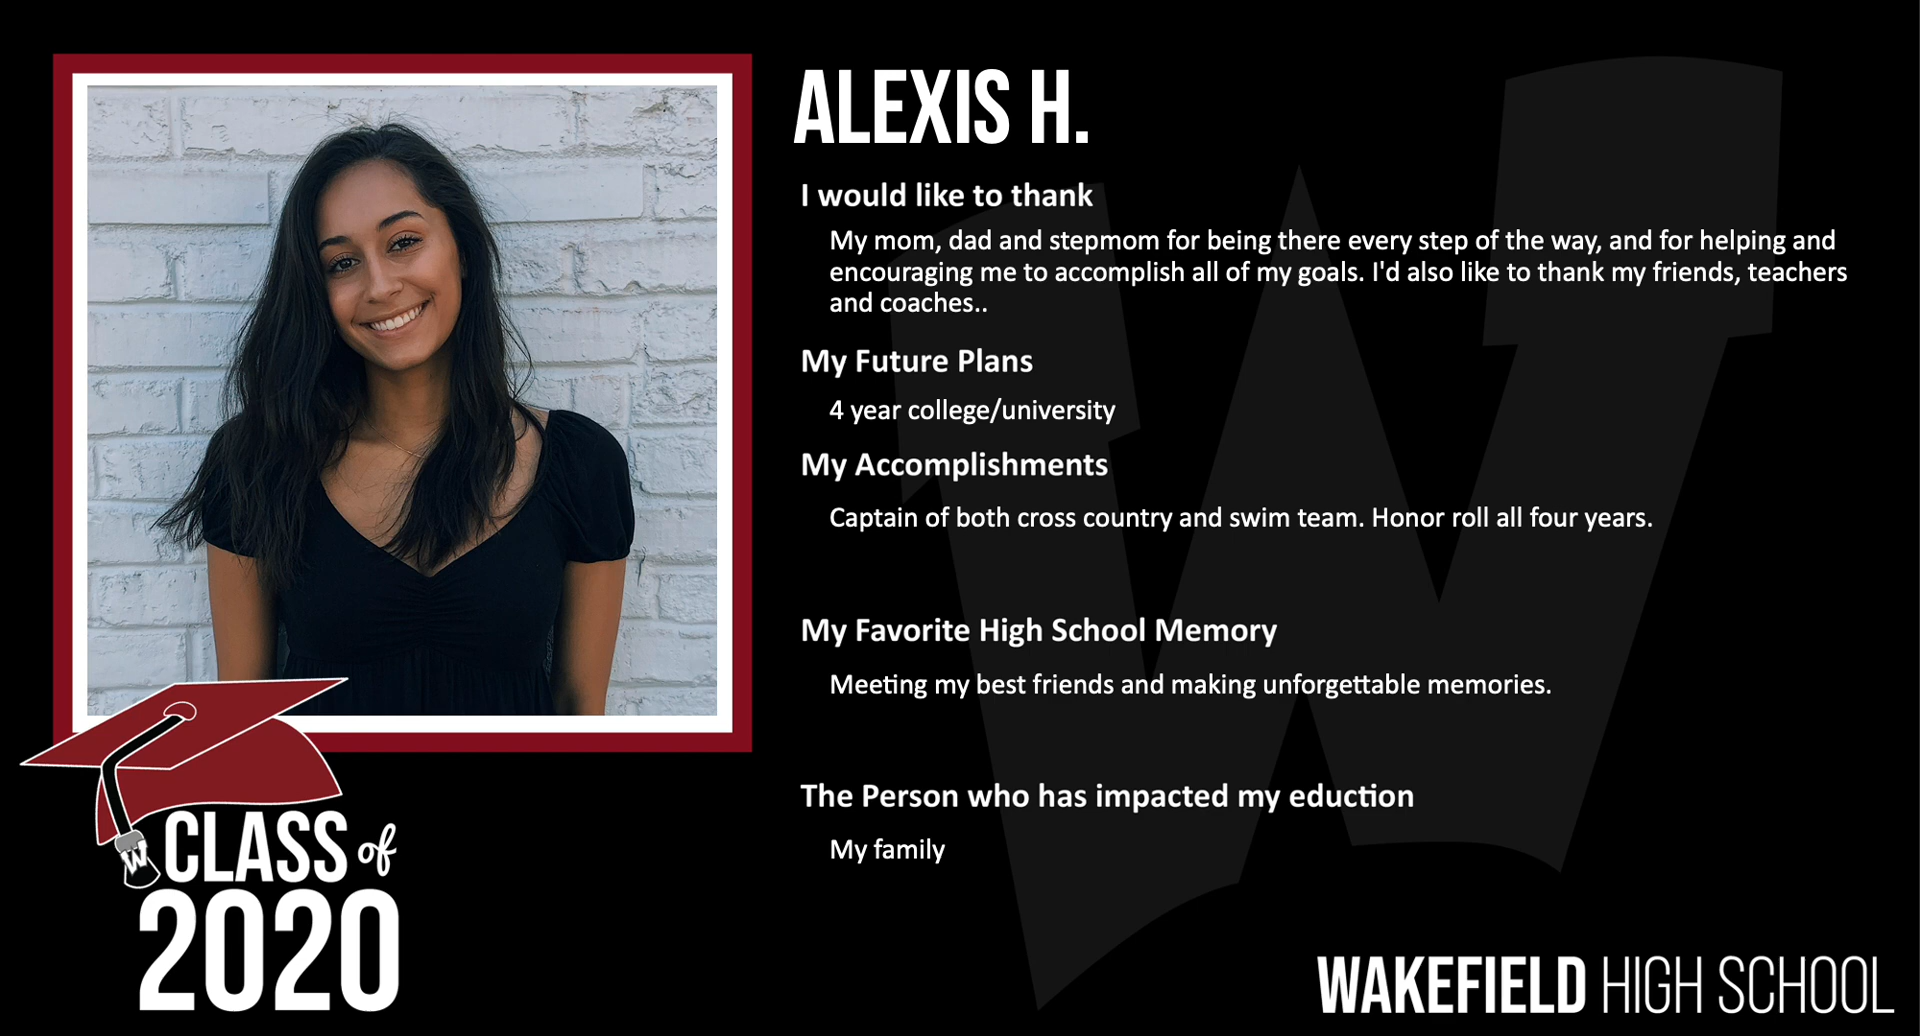 ALEXIS H.
I would like to thank
My mom, dad and stepmom for being there every step of the way, and for helping and
encouraging me to accomplish all of my goals. I'd also like to thank my friends, teachers
and coaches..
My Future Plans
4 year college/university
My Accomplishments
Captain of both cross country and swim team. Honor roll all four years.
My Favorite High School Memory
Meeting my best friends and making unforgettable memories.
The Person who has impacted my eduction
My family
W
CLASS of
2020
WAKEFIELD HIGH SCHOOL
W